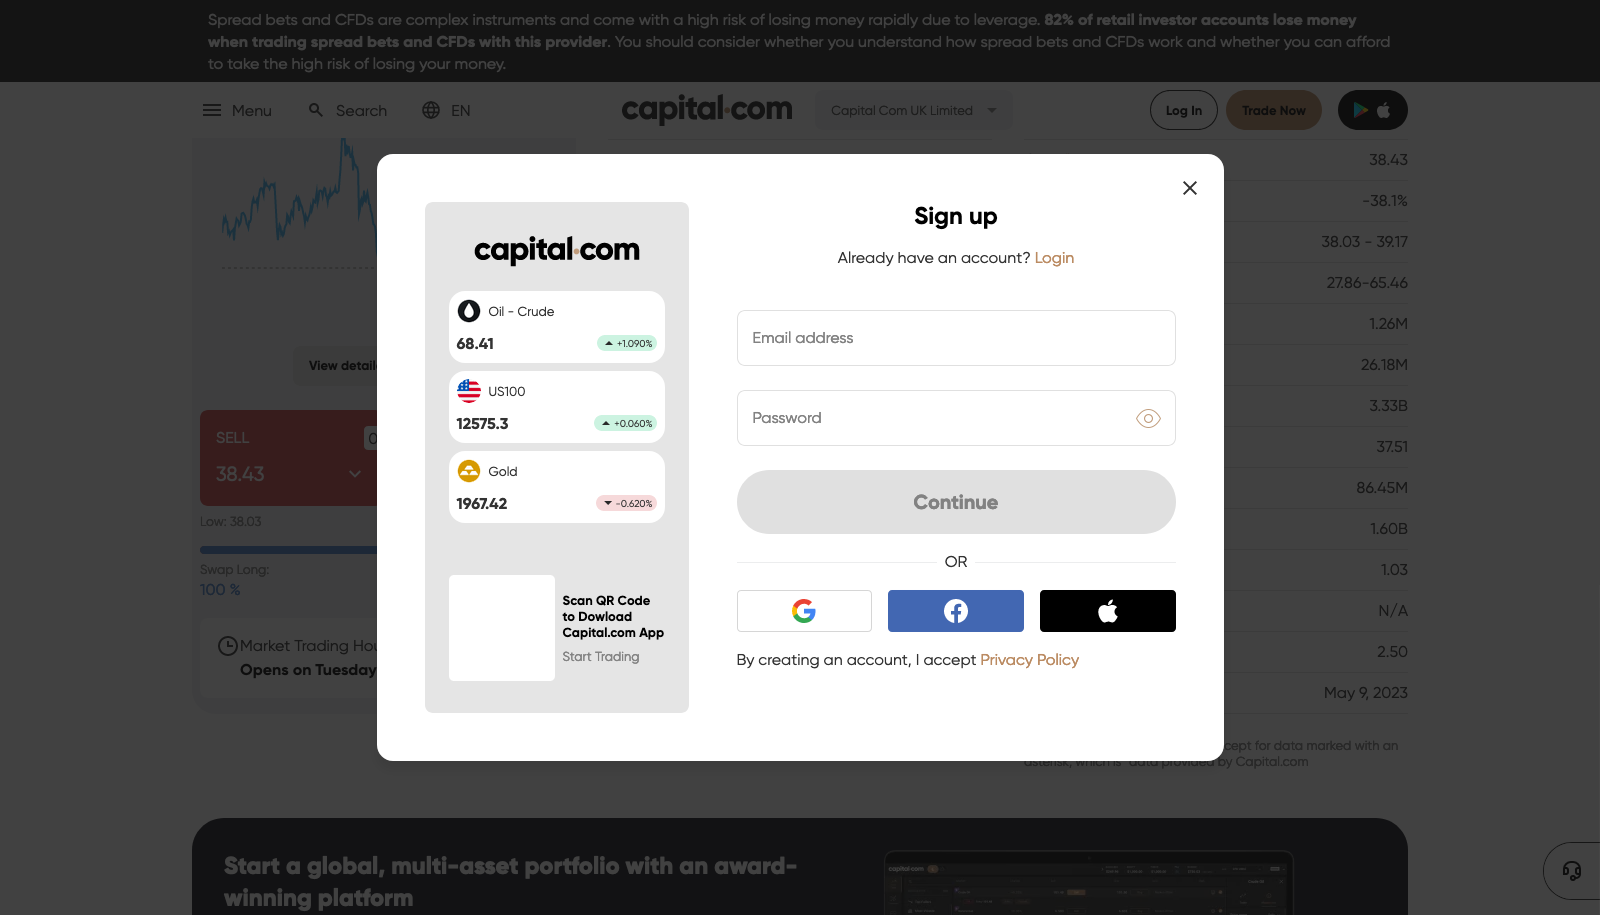 Spread bets and CFDs are complex instruments and come with a high risk of losing money rapidly due to leverage. 82% of retail investor accounts lose money
when trading spread bets and CFDs with this provider. You should consider whether you understand how spread bets and CFDs work and whether you can afford
to take the high risk of losing your money.
Menu Search EN capital.com Capital Com UK Limited Log In Trade Now
38.43
-38.1%
38.03 - 39.17
27.86-65.46
1.26M
26.18M
3.33B
37.51
86.45M
1.60B
1.03
N/A
2.50
May 9, 2023
View detail
SELL
38.43
Low: 38.03
Swap Long:
100 %
Market Trading Hou
Opens on Tuesday
capital.com
Oil - Crude
68.41 +1.090%
US100
12575.3 +0.060%
Gold
1967.42 -0.620%
Scan QR Code
to Dowload
Capital.com App
Start Trading
Sign up
Already have an account? Login
Email address
Password
Continue
OR
By creating an account, I accept Privacy Policy
cept for data marked with an
asterisk, which is data provided by Capital.com
Start a global, multi-asset portfolio with an award-
winning platform
capital.com